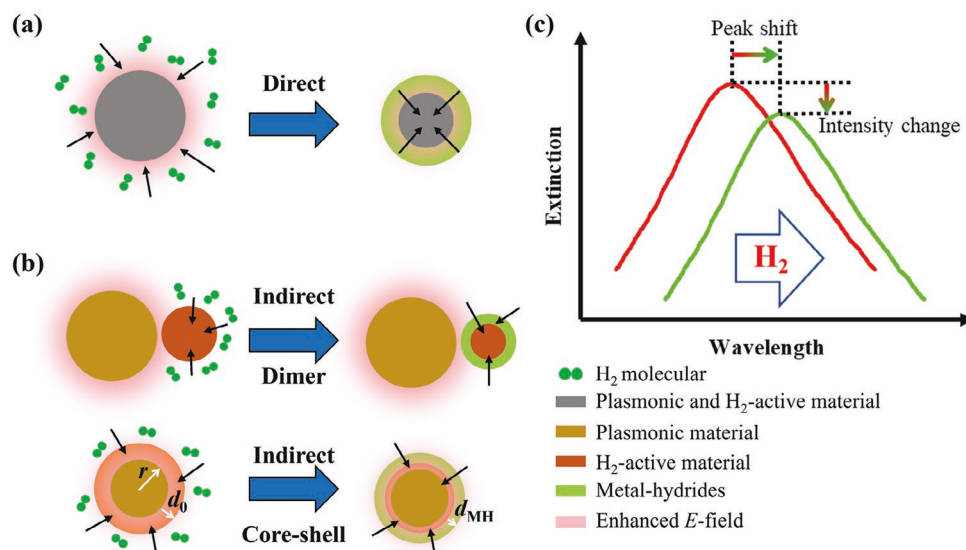 (a)
Direct
(b)
Indirect
Dimer
Indirect
Core-shell
r
d₀
d_MH
(c)
Peak shift
Intensity change
Extinction
H₂
Wavelength
H₂ molecular
Plasmonic and H₂-active material
Plasmonic material
H₂-active material
Metal-hydrides
Enhanced E-field